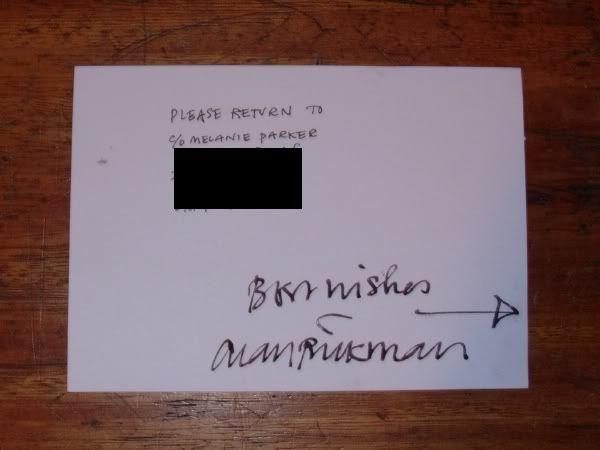 PLEASE RETURN TO
c/o MELANIE PARKER
Best wishes
Alan Rickman